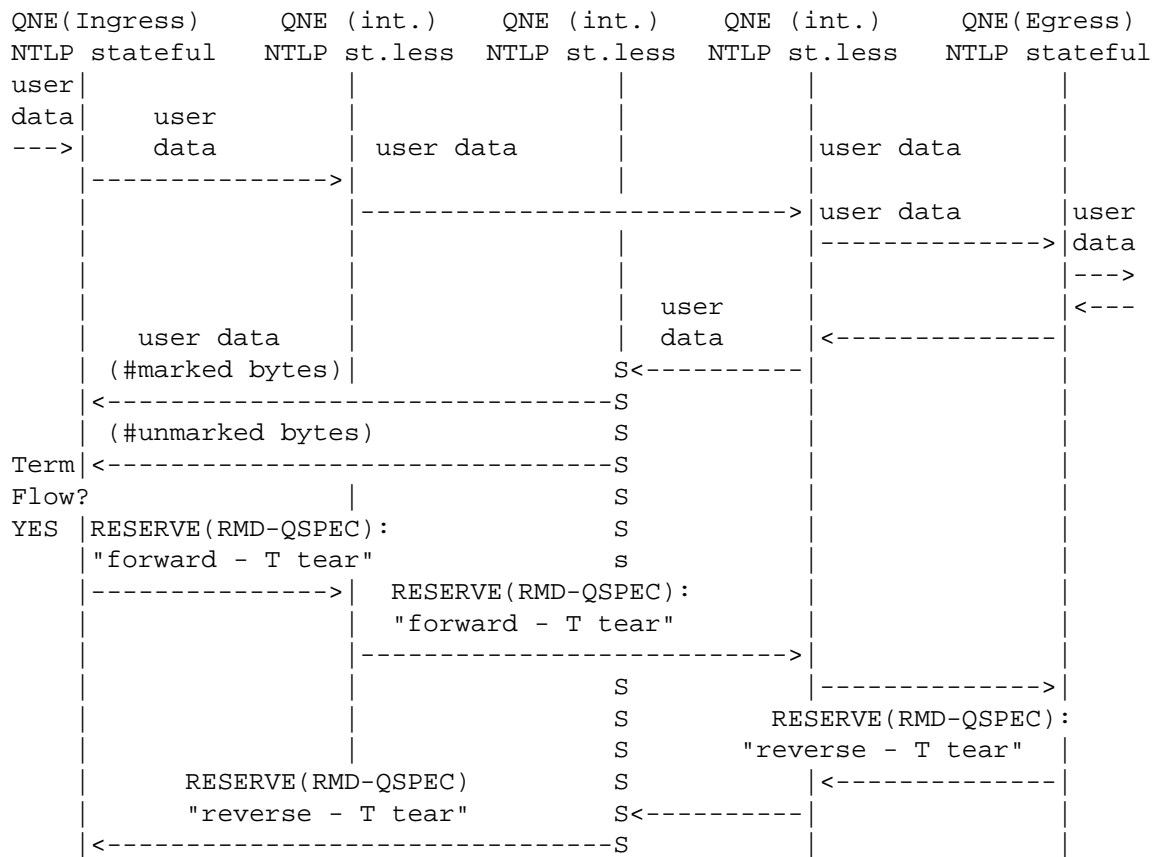 QNE(Ingress)     QNE (int.)    QNE (int.)    QNE (int.)     QNE(Egress)
NTLP stateful   NTLP st.less  NTLP st.less  NTLP st.less   NTLP stateful
user|                |                |           |               |
data|    user        |                |           |               |
--->|    data        | user data      |           |user data      |
    |--------------->|                |           |               |
    |                |--------------------------->|user data      |user
    |                |                |           |-------------->|data
    |                |                |           |               |--->
    |                |                |  user     |               |<---
    |   user data    |                |  data     |<--------------|
    | (#marked bytes)|                S<----------|               |
    |<--------------------------------S           |               |
    | (#unmarked bytes)               S           |               |
Term|<--------------------------------S           |               |
Flow?                |                S           |               |
YES |RESERVE(RMD-QSPEC):              S           |               |
    |"forward - T tear"               s           |               |
    |--------------->|  RESERVE(RMD-QSPEC):       |               |
    |                |  "forward - T tear"        |               |
    |                |--------------------------->|               |
    |                |                S           |-------------->|
    |                |                S         RESERVE(RMD-QSPEC):
    |                |                S       "reverse - T tear"  |
    |      RESERVE(RMD-QSPEC)         S           |<--------------|
    |      "reverse - T tear"         S<----------|               |
    |<--------------------------------S           |               |